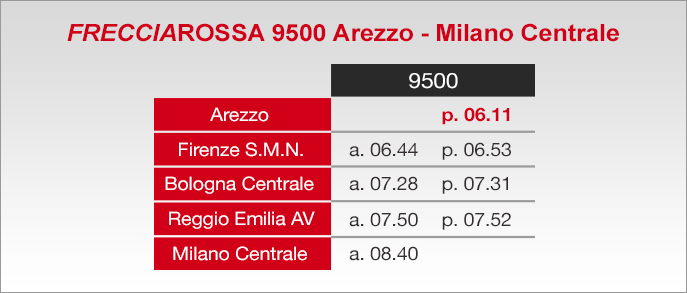 FRECCIAROSSA 9500 Arezzo - Milano Centrale
9500
Arezzo p. 06.11
Firenze S.M.N. a. 06.44 p. 06.53
Bologna Centrale a. 07.28 p. 07.31
Reggio Emilia AV a. 07.50 p. 07.52
Milano Centrale a. 08.40